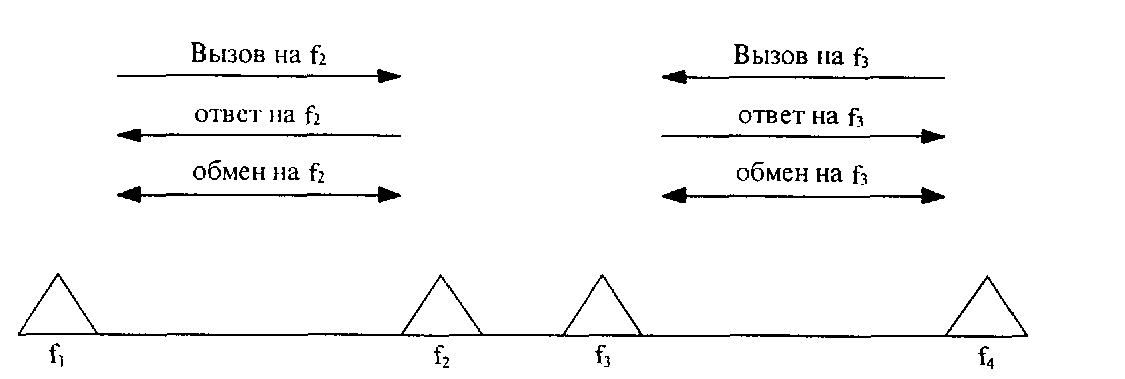 Вызов на f₂
Вызов на f₃
ответ на f₂
ответ на f₃
обмен на f₂
обмен на f₃
f₁ f₂ f₃ f₄